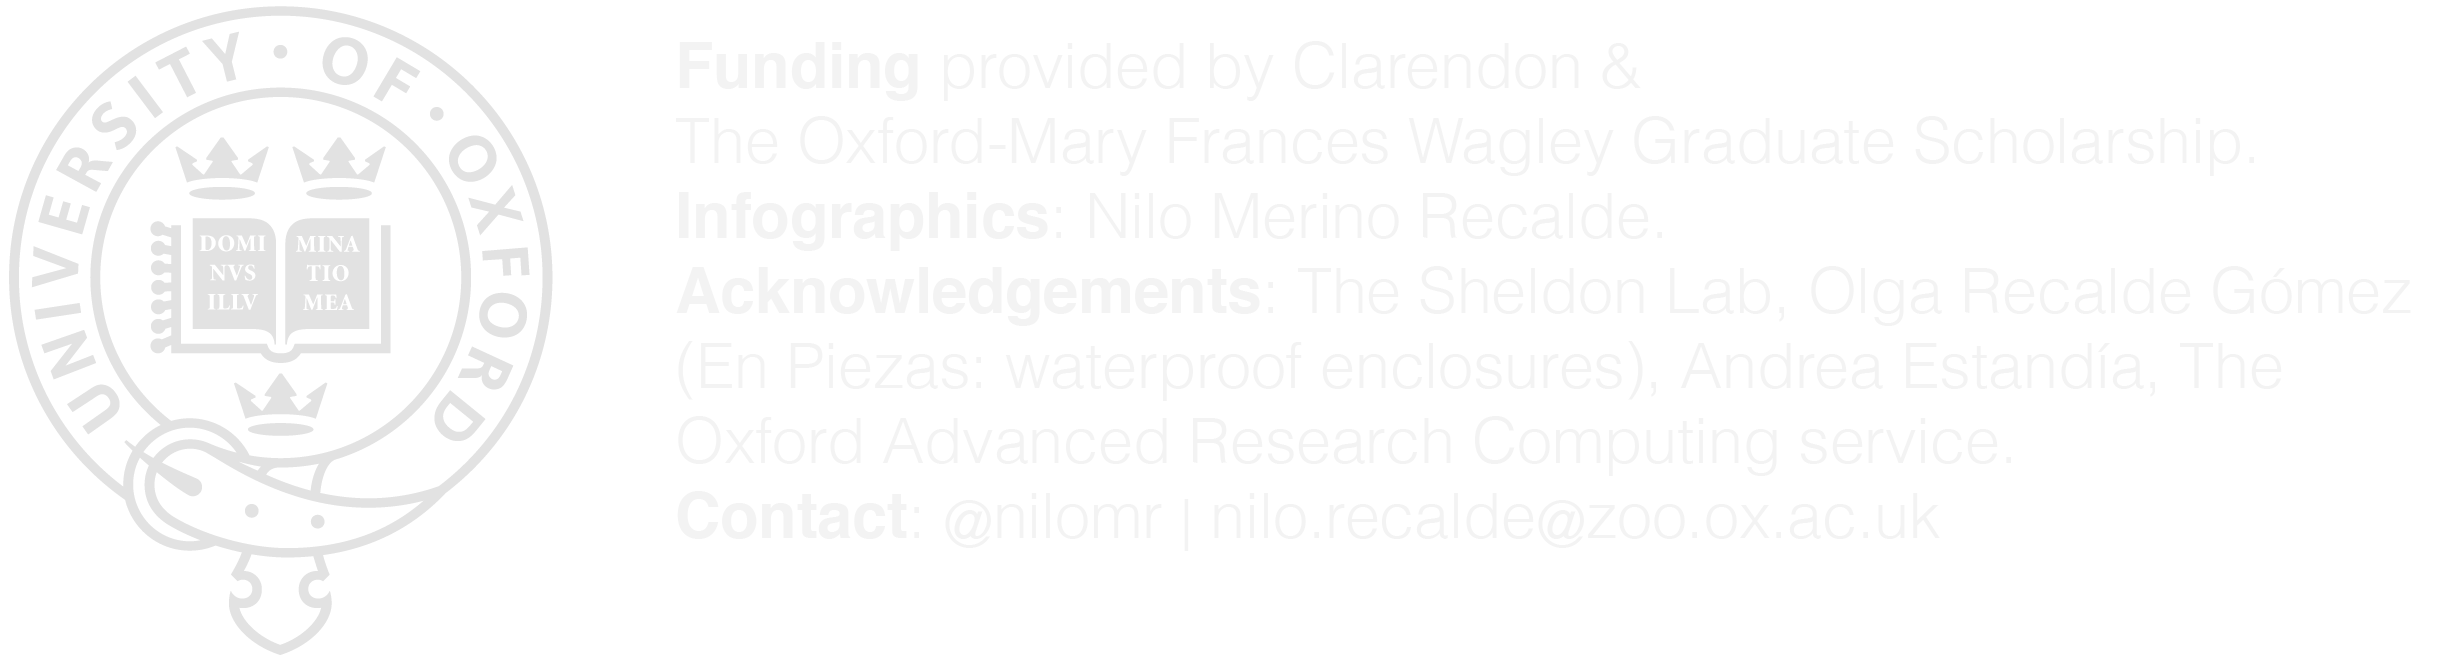 UNIVERSITY · OF · OXFORD
DOMI
NVS
ILLV
MINA
TIO
MEA
Funding provided by Clarendon &
The Oxford-Mary Frances Wagley Graduate Scholarship.
Infographics: Nilo Merino Recalde.
Acknowledgements: The Sheldon Lab, Olga Recalde Gómez
(En Piezas: waterproof enclosures), Andrea Estandía, The
Oxford Advanced Research Computing service.
Contact: @nilomr | nilo.recalde@zoo.ox.ac.uk